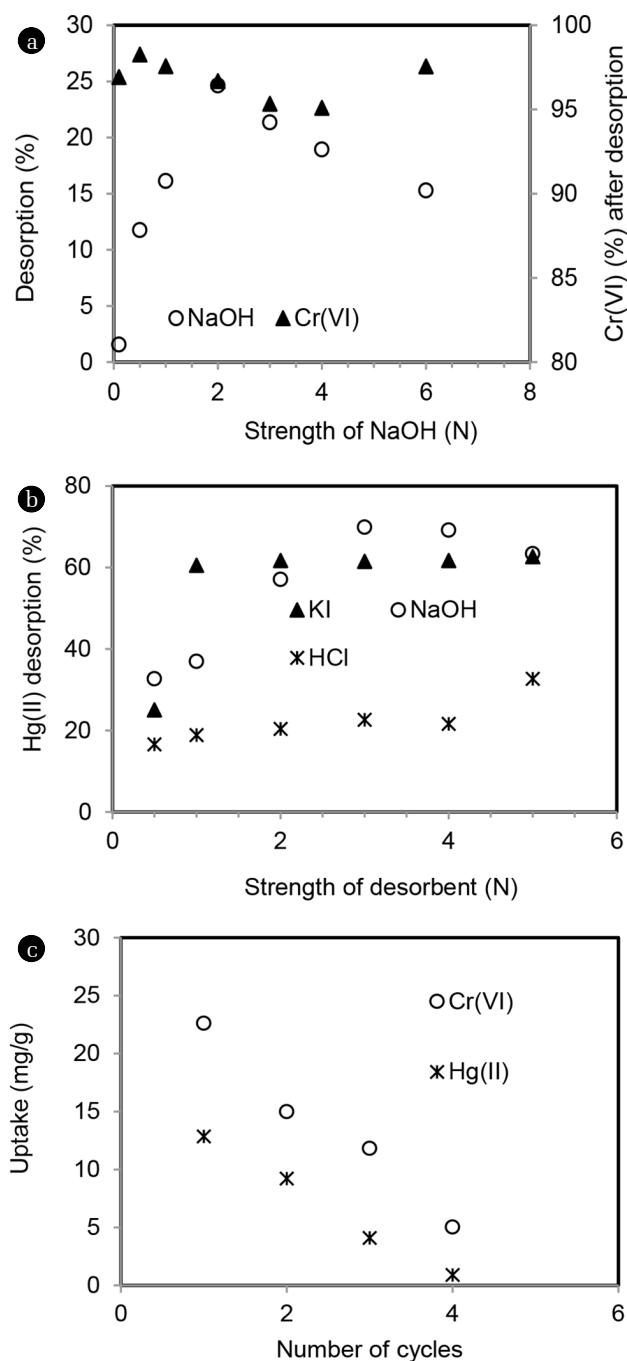 a
30
25
20
15
10
5
0
100
95
90
85
80
Desorption (%)
Cr(VI) (%) after desorption
NaOH
Cr(VI)
0 2 4 6 8
Strength of NaOH (N)
b
80
60
40
20
0
Hg(II) desorption (%)
KI
NaOH
HCl
0 2 4 6
Strength of desorbent (N)
c
30
25
20
15
10
5
0
Uptake (mg/g)
Cr(VI)
Hg(II)
0 2 4 6
Number of cycles